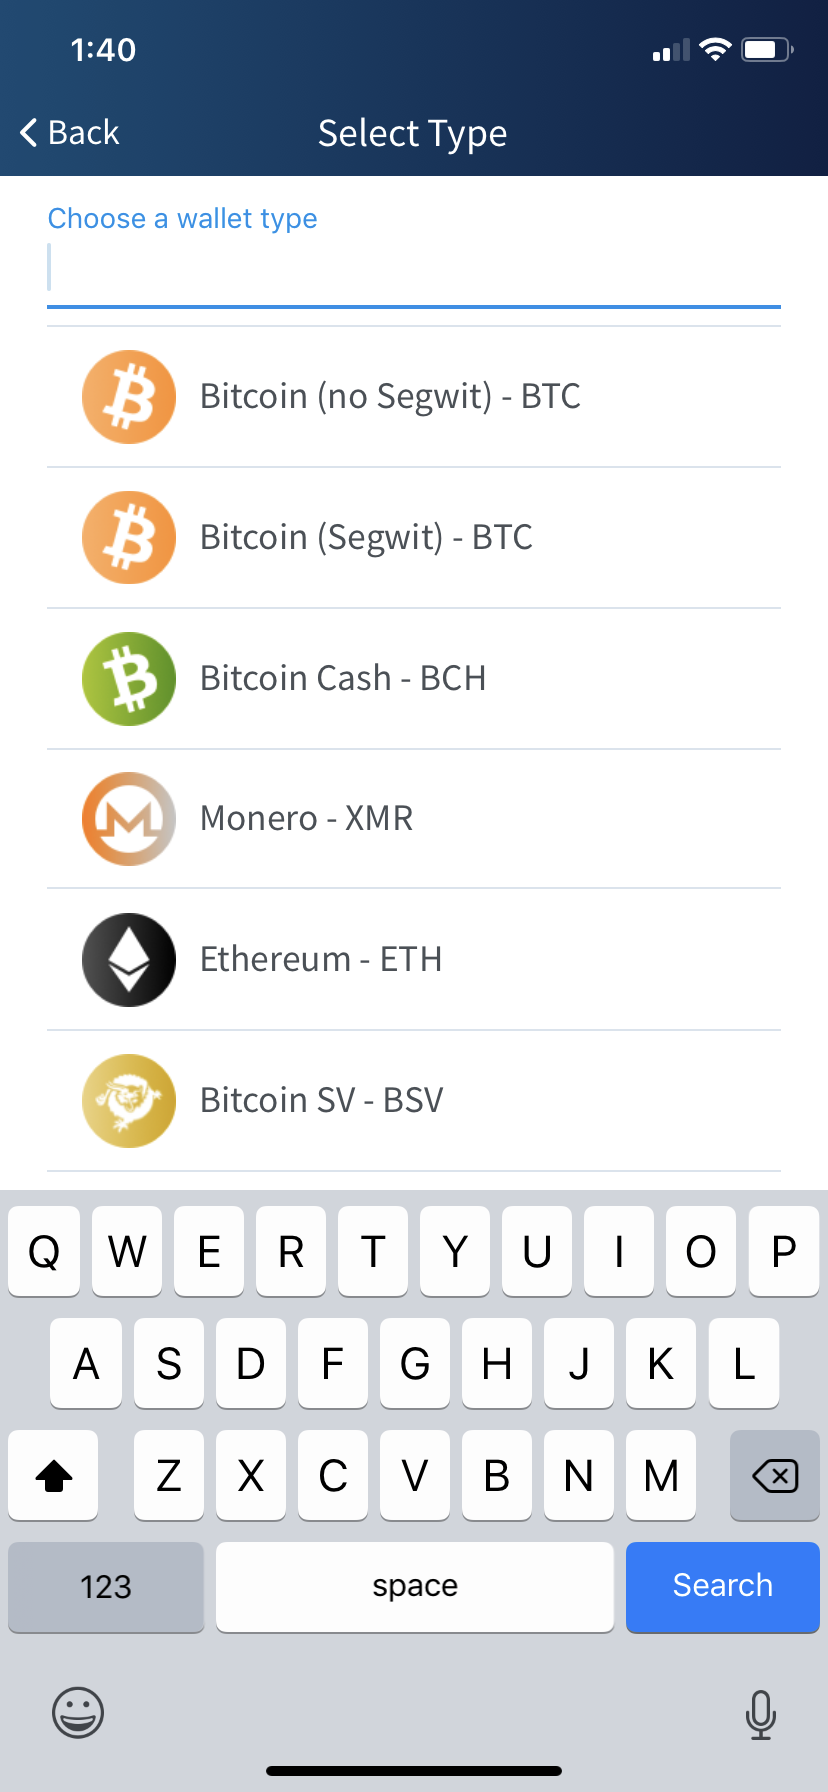 1:40
Back
Select Type
Choose a wallet type
Bitcoin (no Segwit) - BTC
Bitcoin (Segwit) - BTC
Bitcoin Cash - BCH
Monero - XMR
Ethereum - ETH
Bitcoin SV - BSV
Q W E R T Y U I O P
A S D F G H J K L
Z X C V B N M
123 space Search